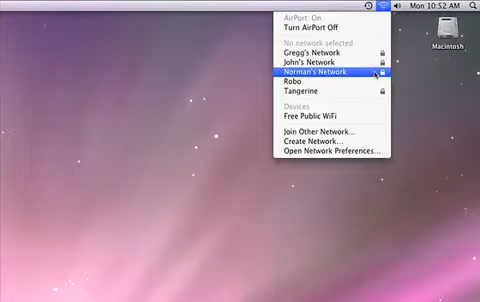 Mon 10:52 AM
AirPort: On
Turn AirPort Off
No network selected
Gregg's Network
John's Network
Norman's Network
Robo
Tangerine
Devices
Free Public WiFi
Join Other Network...
Create Network...
Open Network Preferences...
Macintosh